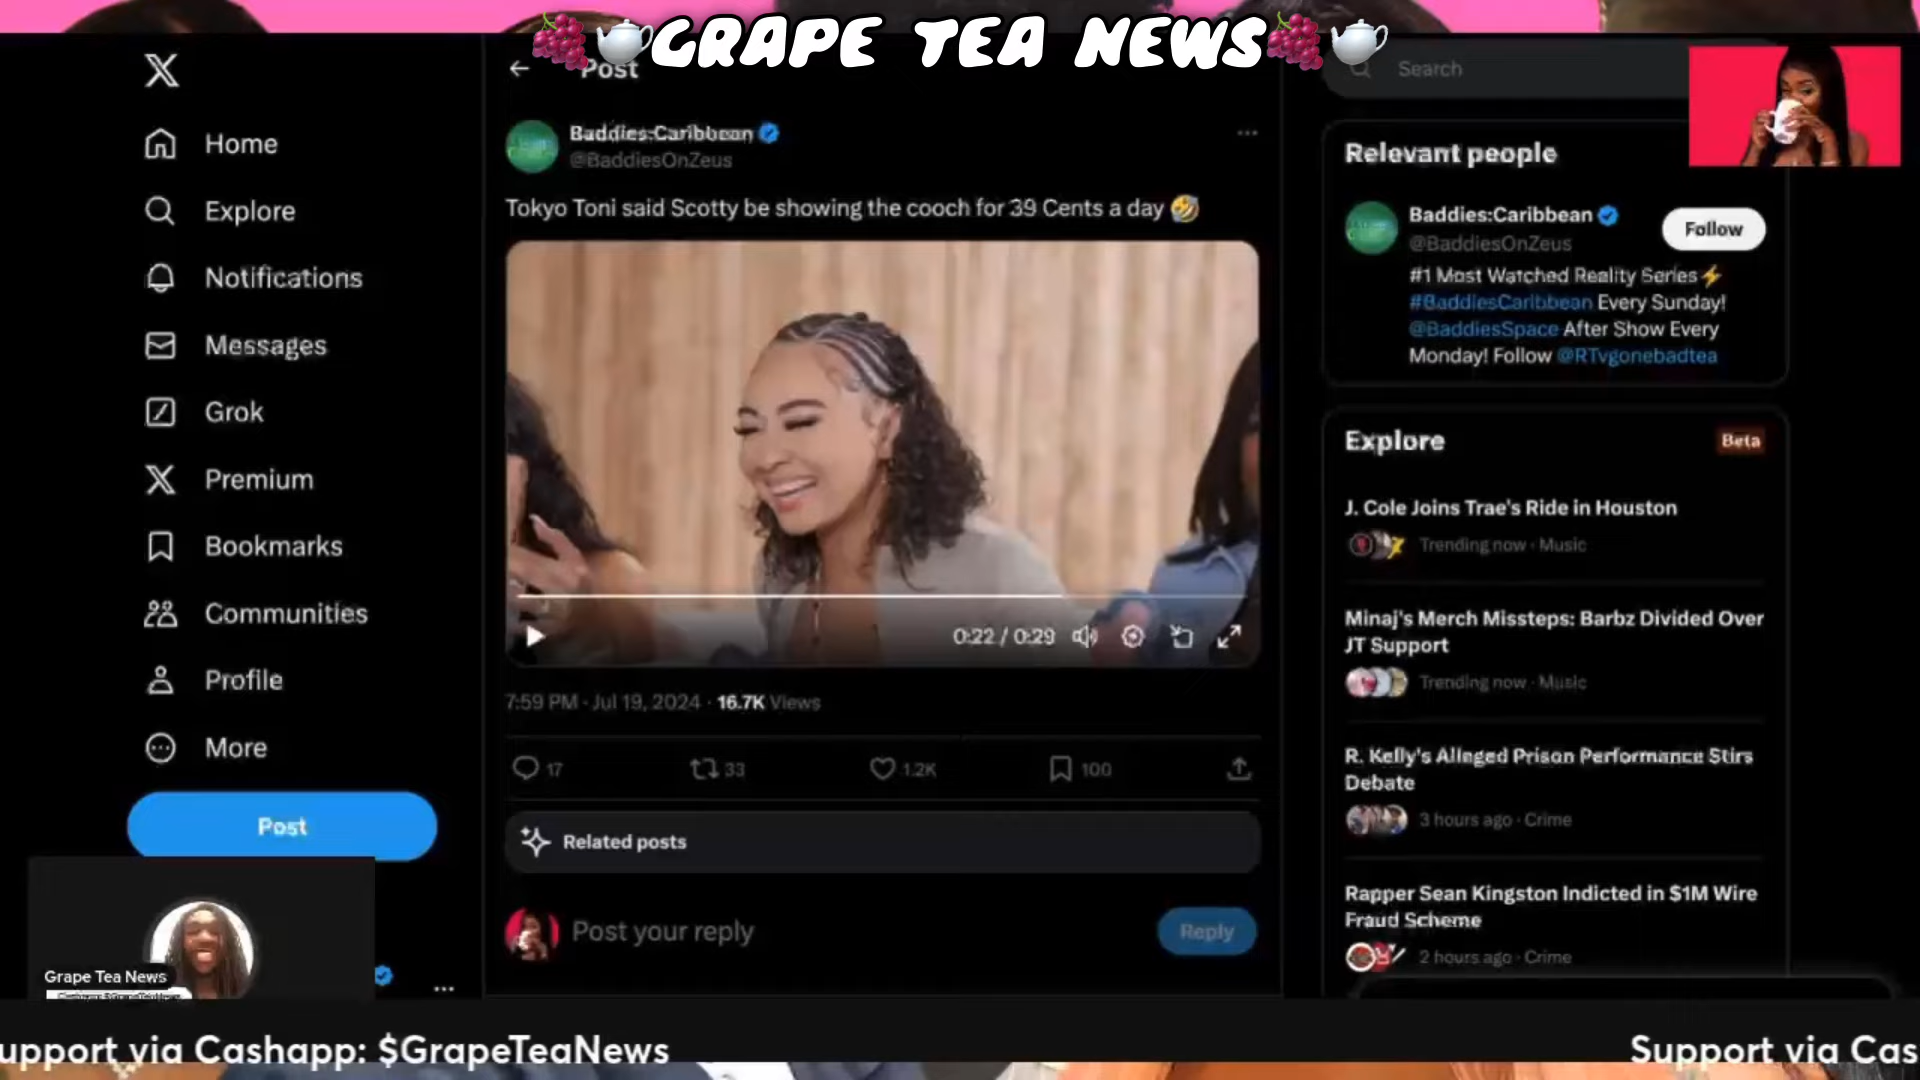 GRAPE TEA NEWS
Home
Explore
Notifications
Messages
Grok
Premium
Bookmarks
Communities
Profile
More
Post
Grape Tea News
Post
Baddies:Caribbean
@BaddiesOnZeus
Tokyo Toni said Scotty be showing the cooch for 39 Cents a day 🤣
0:22 / 0:29
7:59 PM · Jul 19, 2024 · 16.7K Views
17
33
1.2K
100
Related posts
Post your reply
Reply
Search
Relevant people
Baddies:Caribbean
@BaddiesOnZeus
Follow
#1 Most Watched Reality Series⚡
#BaddiesCaribbean Every Sunday!
@BaddiesSpace After Show Every
Monday! Follow @RTvgonebadtea
Explore
Beta
J. Cole Joins Trae's Ride in Houston
Trending now · Music
Minaj's Merch Missteps: Barbz Divided Over
JT Support
Trending now · Music
R. Kelly's Alleged Prison Performance Stirs
Debate
3 hours ago · Crime
Rapper Sean Kingston Indicted in $1M Wire
Fraud Scheme
2 hours ago · Crime
upport via Cashapp: $GrapeTeaNews
Support via Cas